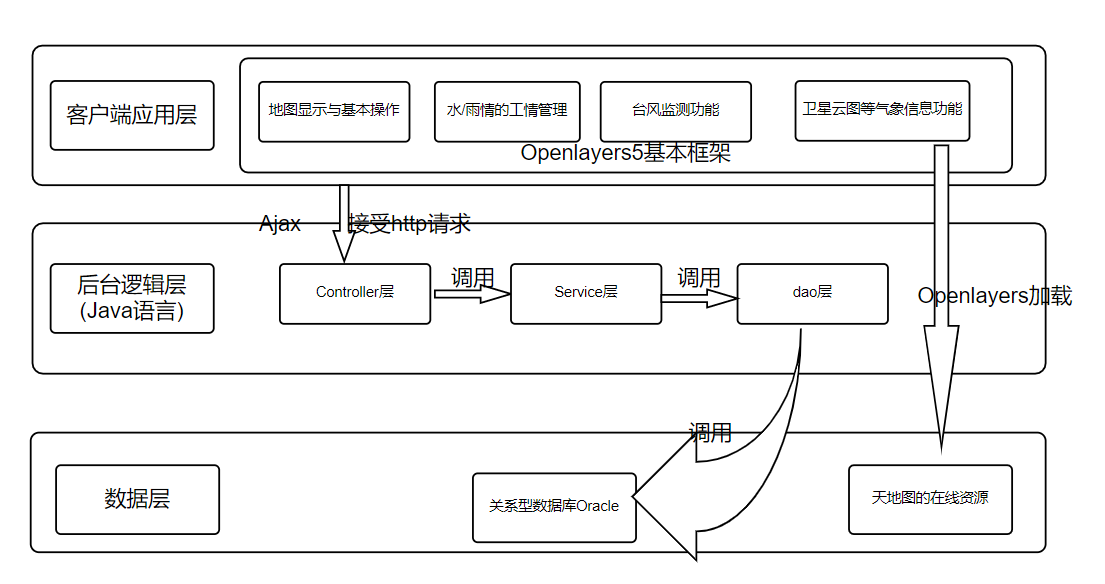 客户端应用层
地图显示与基本操作
水/雨情的工情管理
台风监测功能
卫星云图等气象信息功能
Openlayers5基本框架
Ajax
接受http请求
后台逻辑层
(Java语言)
Controller层
调用
Service层
调用
dao层
Openlayers加载
调用
数据层
关系型数据库Oracle
天地图的在线资源